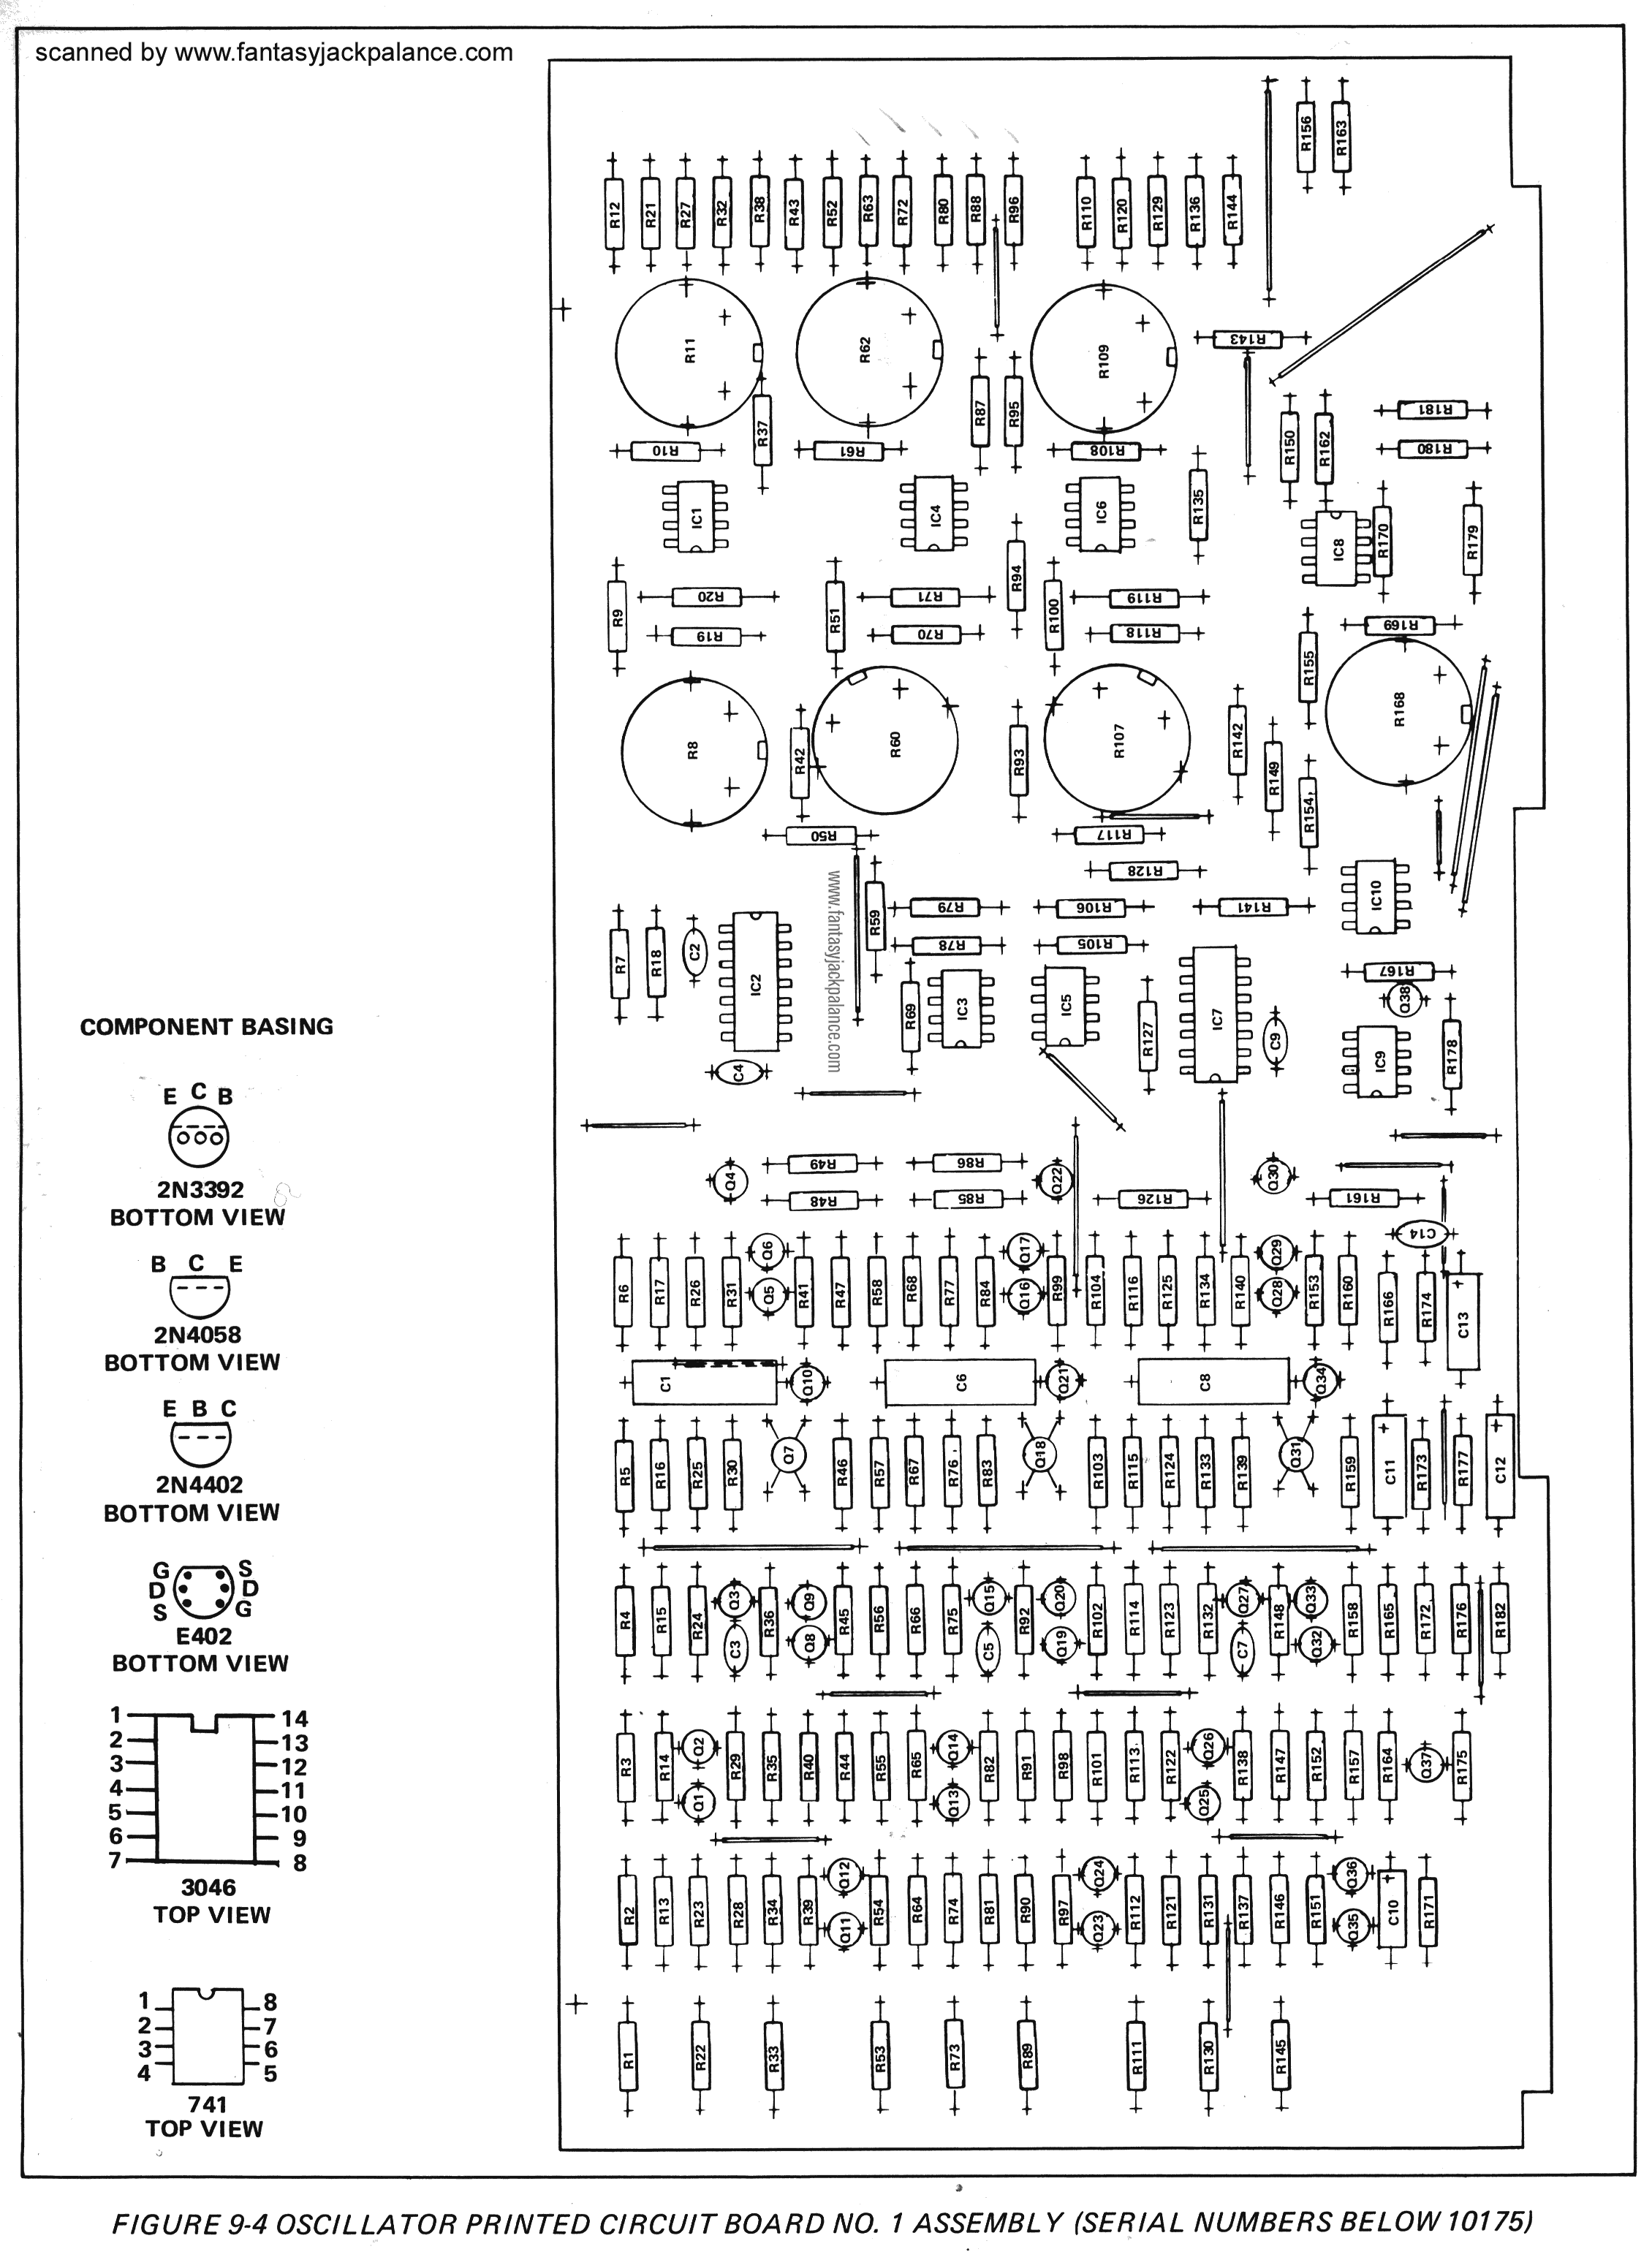 scanned by www.fantasyjackpalance.com
R156 R163
R12 R21 R27 R32 R38 R43 R52 R63 R72 R80 R88 R96 R110 R120 R129 R136 R144
R11 R62 R109 R143
R37 R87 R95 R150 R162 R181
R10 R61 R108 R180
IC1 IC4 IC6 R135 IC8 R170 R179
R9 R20 R51 R71 R94 R100 R119
R19 R70 R118 R155 R169
R8 R42 R60 R93 R107 R142 R149 R168
R154
R50 R117
R128
www.fantasyjackpalance.com
R59 R79 R106 R141 IC10
R7 R18 C2 IC2 R78 R105
R69 IC3 IC5 R127 IC7 C9 R167 Q38
C4 IC9 R178
COMPONENT BASING
Q4 R49 R86 Q22 Q30
R48 R85 R126 R161
C14
R6 R17 R26 R31 Q6 Q5 R41 R47 R58 R68 R77 R84 Q17 Q16 R99 R104 R116 R125 R134 R140 Q29 Q28 R153 R160 R166 R174 C13
C1 Q10 C6 Q21 C8 Q34
R5 R16 R25 R30 Q7 R46 R57 R67 R76 R83 Q18 R103 R115 R124 R133 R139 Q31 R159 C11 R173 R177 C12
R4 R15 R24 Q3 C3 R36 Q9 Q8 R45 R56 R66 R75 Q15 C5 R92 Q20 Q19 R102 R114 R123 R132 Q27 C7 R148 Q33 Q32 R158 R165 R172 R176 R182
R3 R14 Q2 Q1 R29 R35 R40 R44 R55 R65 Q14 Q13 R82 R91 R98 R101 R113 R122 Q26 Q25 R138 R147 R152 R157 R164 Q37 R175
R2 R13 R23 R28 R34 R39 Q12 Q11 R54 R64 R74 R81 R90 R97 Q24 Q23 R112 R121 R131 R137 R146 R151 Q36 Q35 C10 R171
R1 R22 R33 R53 R73 R89 R111 R130 R145
E C B
2N3392
BOTTOM VIEW
B C E
2N4058
BOTTOM VIEW
E B C
2N4402
BOTTOM VIEW
G S
D D
S G
E402
BOTTOM VIEW
1 14
2 13
3 12
4 11
5 10
6 9
7 8
3046
TOP VIEW
1 8
2 7
3 6
4 5
741
TOP VIEW
FIGURE 9-4 OSCILLATOR PRINTED CIRCUIT BOARD NO. 1 ASSEMBLY (SERIAL NUMBERS BELOW 10175)